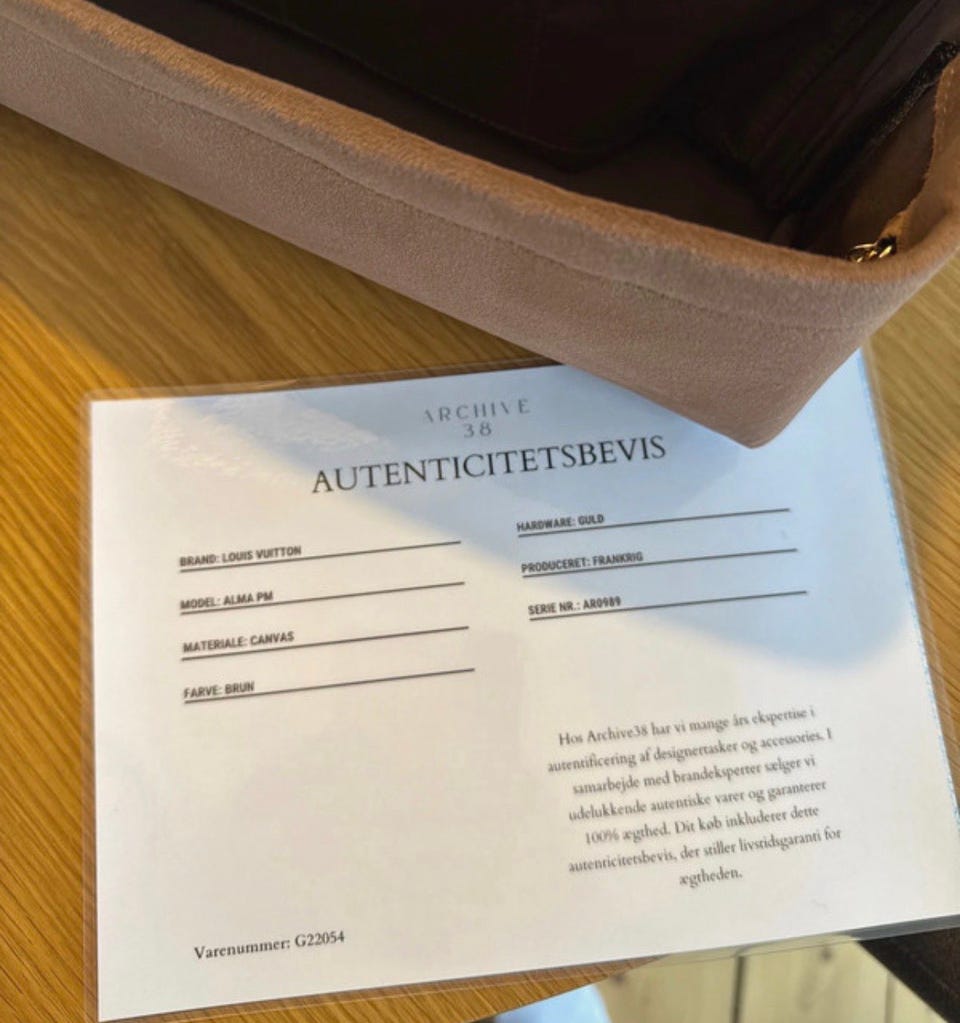 ARCHIVE
38
AUTENTICITETSBEVIS
BRAND: LOUIS VUITTON
MODEL: ALMA PM
MATERIALE: CANVAS
FARVE: BRUN
HARDWARE: GULD
PRODUCERET: FRANKRIG
SERIE NR.: AR0989
Hos Archive38 har vi mange års ekspertise i
autentificering af designertasker og accessories. I
samarbejde med brandeksperter sælger vi
udelukkende autentiske varer og garanterer
100% ægthed. Dit køb inkluderer dette
autenticitetsbevis, der stiller livstidsgaranti for
ægtheden.
Varenummer: G22054